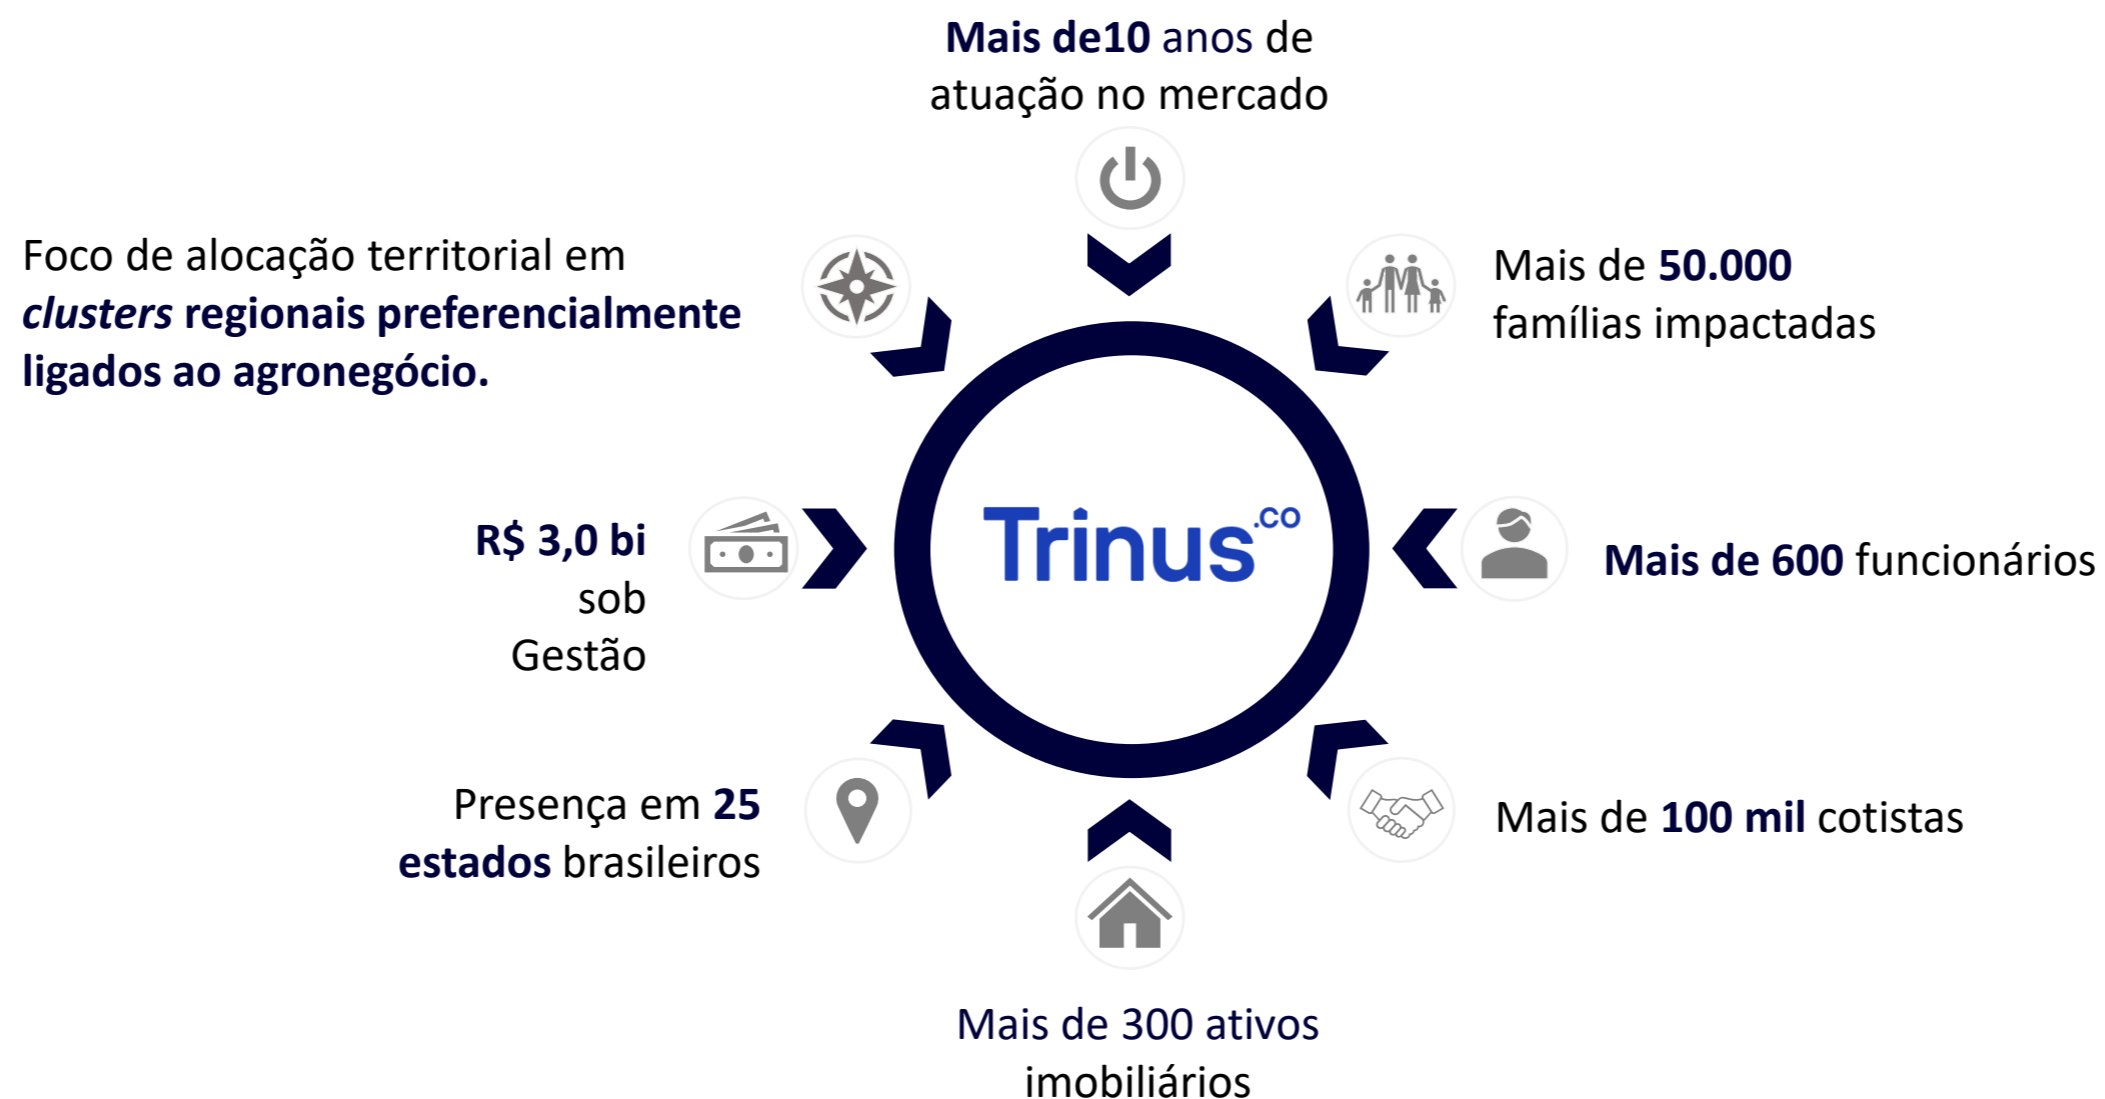 Mais de10 anos de
atuação no mercado
Foco de alocação territorial em
clusters regionais preferencialmente
ligados ao agronegócio.
Mais de 50.000
famílias impactadas
R$ 3,0 bi
sob
Gestão
Trinus.co
Mais de 600 funcionários
Presença em 25
estados brasileiros
Mais de 100 mil cotistas
Mais de 300 ativos
imobiliários